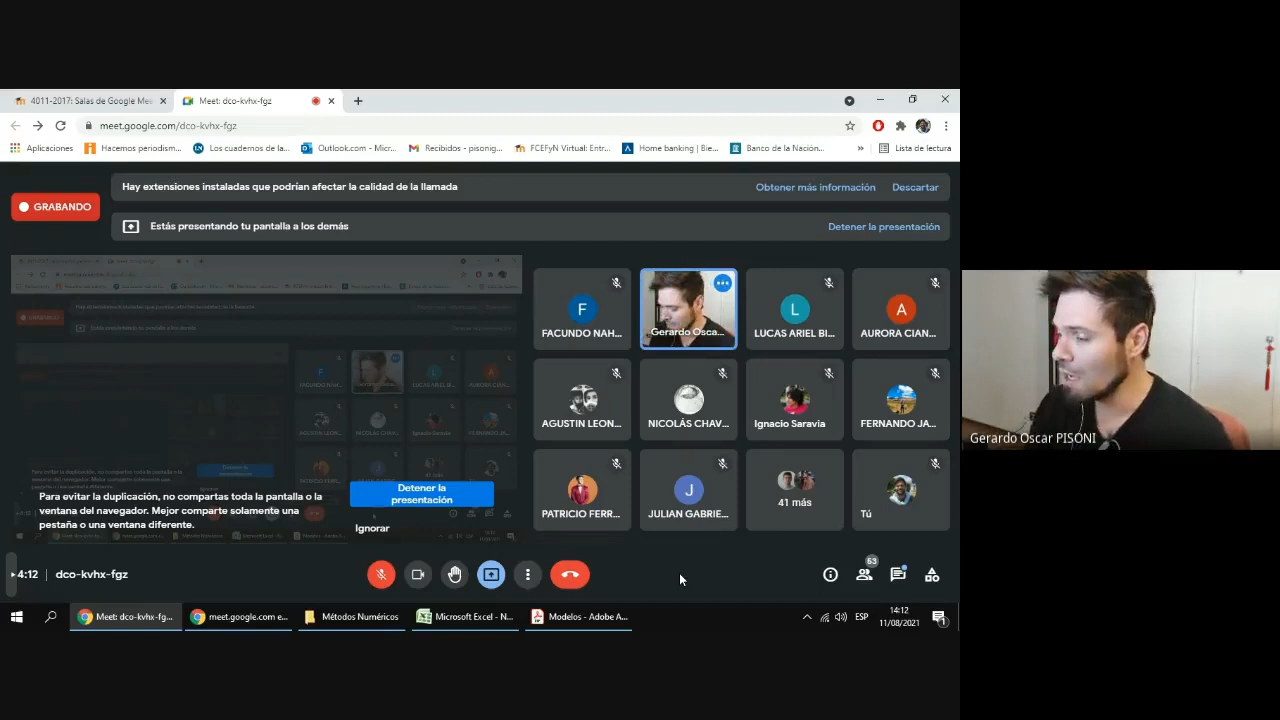 4011-2017: Salas de Google Mee
Meet: dco-kvhx-fgz
meet.google.com/dco-kvhx-fgz
Aplicaciones
Hacemos periodism...
Los cuadernos de la...
Outlook.com - Micr...
Recibidos - pisonig...
FCEFyN Virtual: Entr...
Home banking | Bie...
Banco de la Nación...
»
Lista de lectura
GRABANDO
Hay extensiones instaladas que podrían afectar la calidad de la llamada
Obtener más información
Descartar
Estás presentando tu pantalla a los demás
Detener la presentación
F
FACUNDO NAH...
Gerardo Osca...
L
LUCAS ARIEL BI...
A
AURORA CIAN...
AGUSTIN LEON...
NICOLÁS CHAV...
Ignacio Saravia
FERNANDO JA...
PATRICIO FERR...
J
JULIAN GABRIE...
41 más
Tú
Para evitar la duplicación, no compartas toda la pantalla o la
ventana del navegador. Mejor comparte solamente una
pestaña o una ventana diferente.
Detener la
presentación
Ignorar
4:12 | dco-kvhx-fgz
53
Meet: dco-kvhx-fg...
meet.google.com e...
Métodos Numéricos
Microsoft Excel - N...
Modelos - Adobe A...
ESP
14:12
11/08/2021
1
Gerardo Oscar PISONI